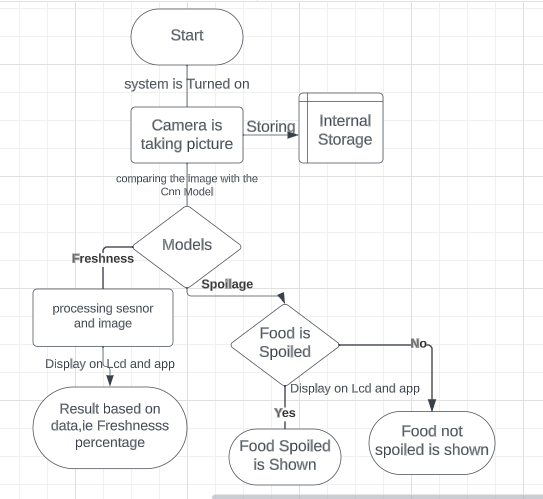 Start
system is Turned on
Camera is
taking picture
Storing
Internal
Storage
comparing the image with the
Cnn Model
Models
Freshness
Spoilage
processing sesnor
and image
Food is
Spoiled
No
Display on Lcd and app
Display on Lcd and app
Result based on
data,ie Freshnesss
percentage
Yes
Food Spoiled
is Shown
Food not
spoiled is shown